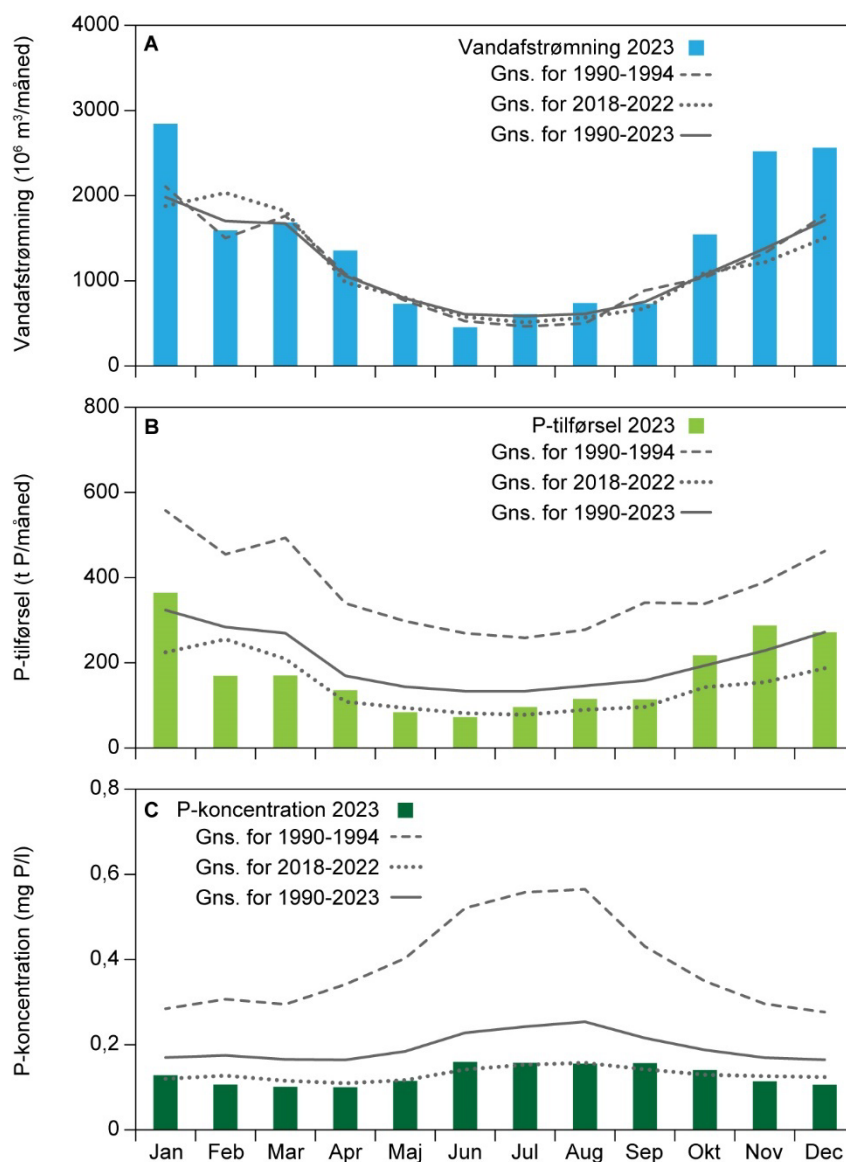 A
Vandafstrømning 2023
Gns. for 1990-1994
Gns. for 2018-2022
Gns. for 1990-2023
Vandafstrømning (10⁶ m³/måned)
4000
3000
2000
1000
0
B
P-tilførsel 2023
Gns. for 1990-1994
Gns. for 2018-2022
Gns. for 1990-2023
P-tilførsel (t P/måned)
800
600
400
200
0
C
P-koncentration 2023
Gns. for 1990-1994
Gns. for 2018-2022
Gns. for 1990-2023
P-koncentration (mg P/l)
0,8
0,6
0,4
0,2
0
Jan Feb Mar Apr Maj Jun Jul Aug Sep Okt Nov Dec